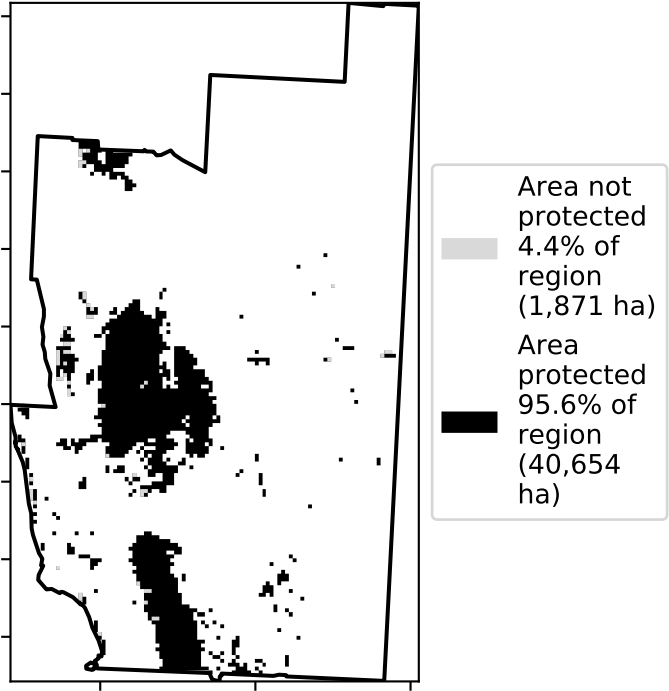 Area not
protected
4.4% of
region
(1,871 ha)
Area
protected
95.6% of
region
(40,654
ha)